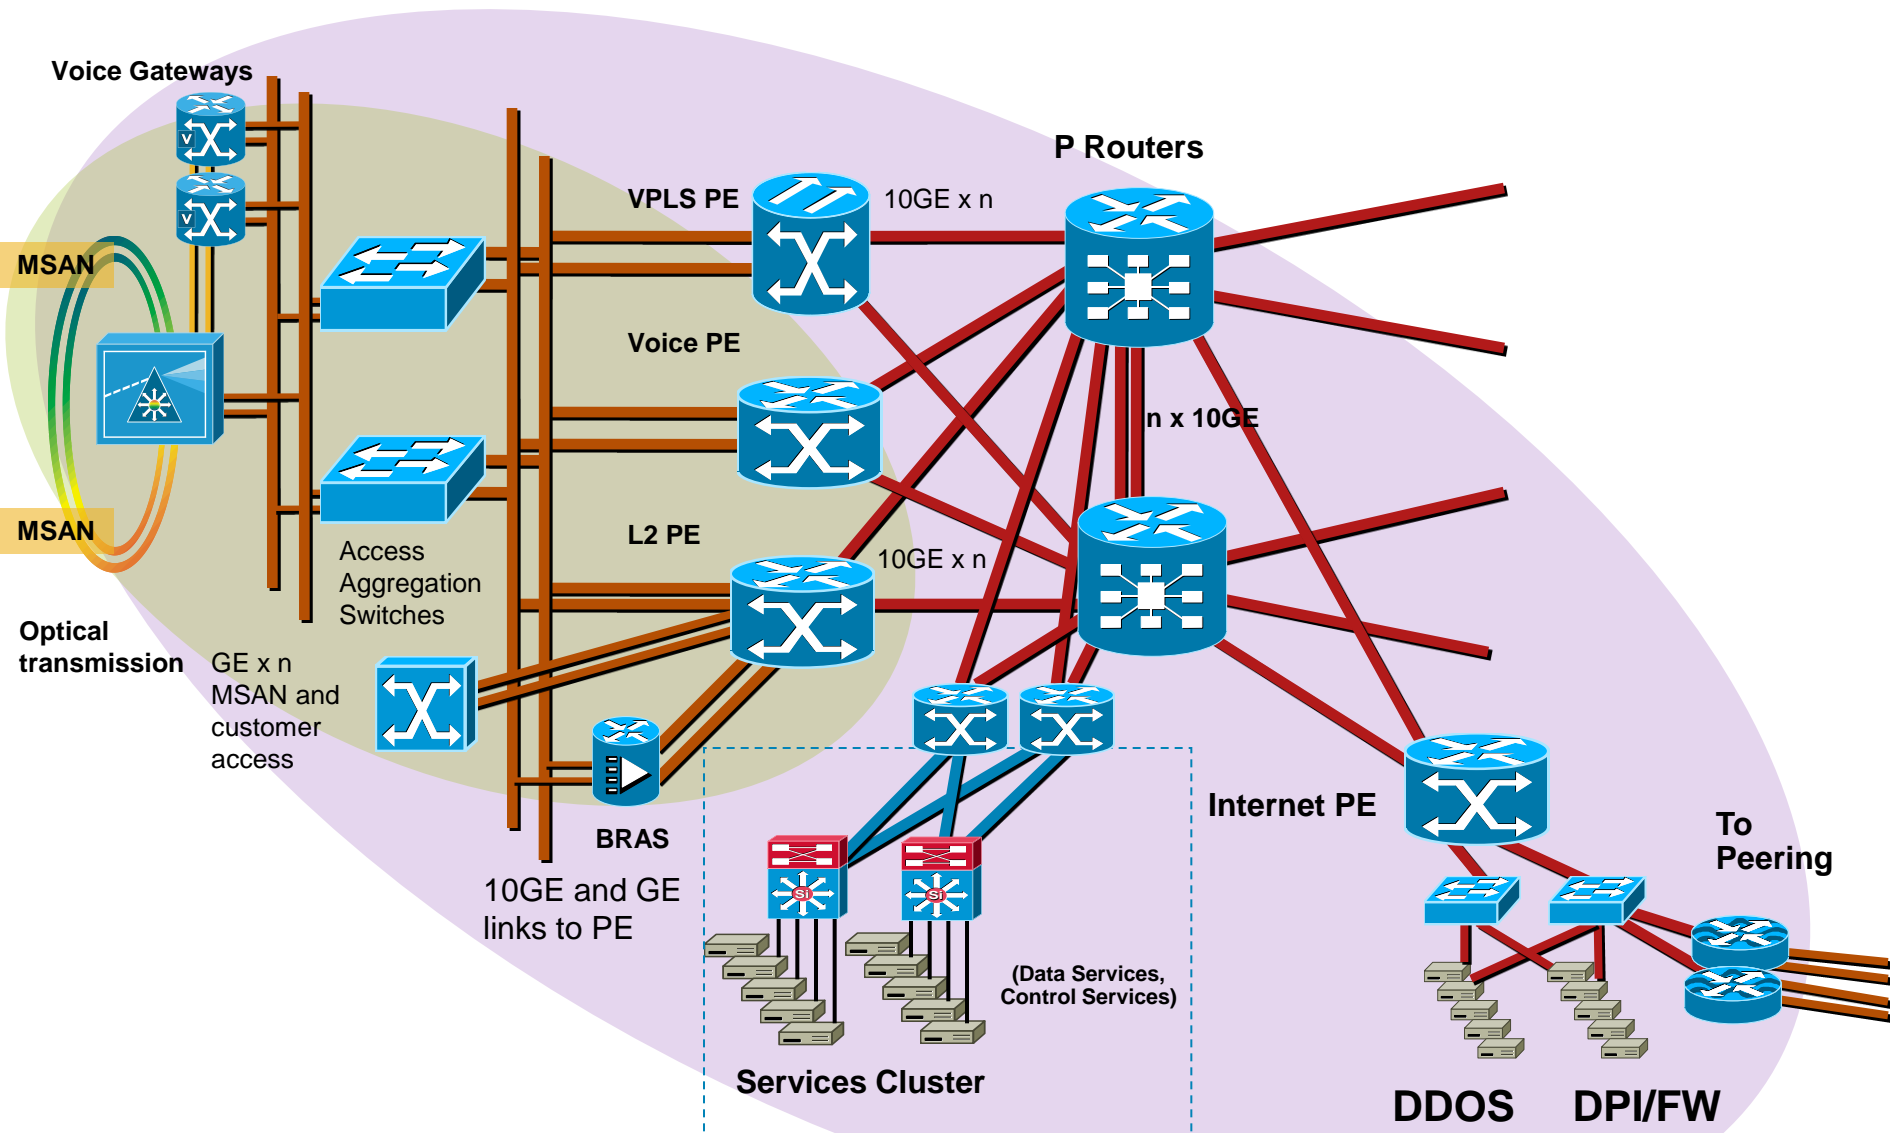 Voice Gateways
V
V
MSAN
MSAN
Optical
transmission
GE x n
MSAN and
customer
access
Access
Aggregation
Switches
VPLS PE
10GE x n
Voice PE
L2 PE
10GE x n
BRAS
10GE and GE
links to PE
P Routers
n x 10GE
Internet PE
To
Peering
Si
Si
(Data Services,
Control Services)
Services Cluster
DDOS
DPI/FW